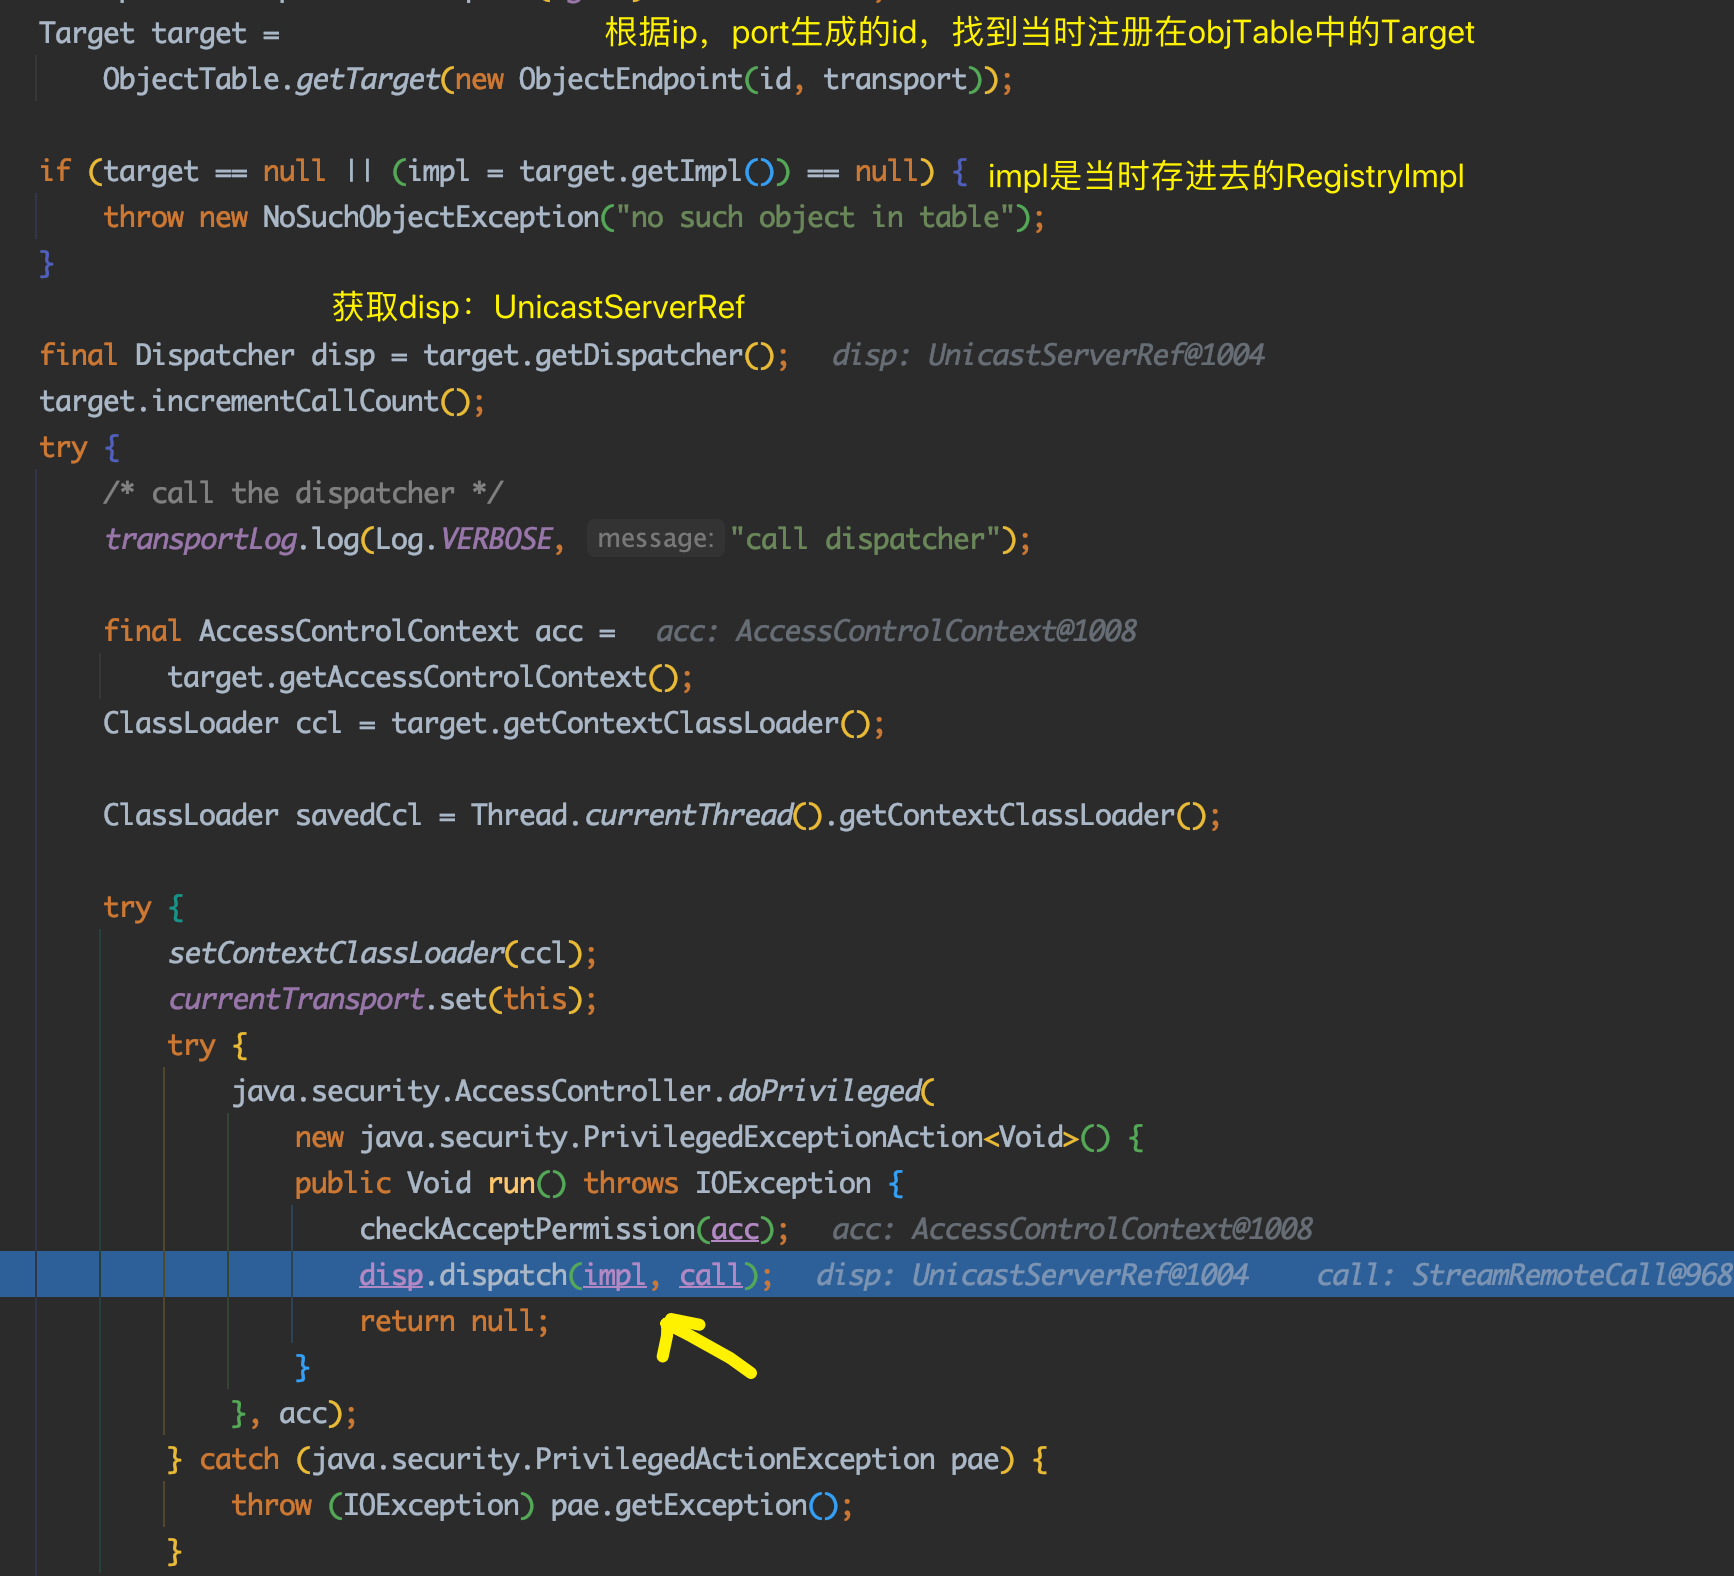 Target target =
根据ip，port生成的id，找到当时注册在objTable中的Target
ObjectTable.getTarget(new ObjectEndpoint(id, transport));
if (target == null || (impl = target.getImpl()) == null) {
impl是当时存进去的RegistryImpl
throw new NoSuchObjectException("no such object in table");
}
获取disp：UnicastServerRef
final Dispatcher disp = target.getDispatcher(); disp: UnicastServerRef@1004
target.incrementCallCount();
try {
/* call the dispatcher */
transportLog.log(Log.VERBOSE, message: "call dispatcher");
final AccessControlContext acc = acc: AccessControlContext@1008
target.getAccessControlContext();
ClassLoader ccl = target.getContextClassLoader();
ClassLoader savedCcl = Thread.currentThread().getContextClassLoader();
try {
setContextClassLoader(ccl);
currentTransport.set(this);
try {
java.security.AccessController.doPrivileged(
new java.security.PrivilegedExceptionAction<Void>() {
public Void run() throws IOException {
checkAcceptPermission(acc); acc: AccessControlContext@1008
disp.dispatch(impl, call); disp: UnicastServerRef@1004 call: StreamRemoteCall@968
return null;
}
}, acc);
} catch (java.security.PrivilegedActionException pae) {
throw (IOException) pae.getException();
}